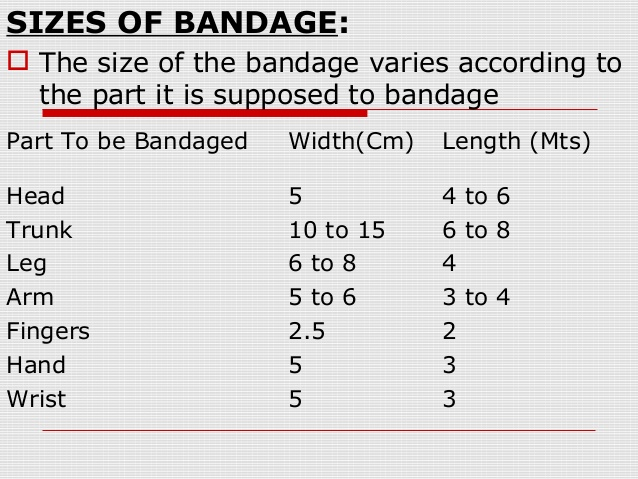 SIZES OF BANDAGE:
The size of the bandage varies according to
the part it is supposed to bandage
Part To be Bandaged Width(Cm) Length (Mts)
Head 5 4 to 6
Trunk 10 to 15 6 to 8
Leg 6 to 8 4
Arm 5 to 6 3 to 4
Fingers 2.5 2
Hand 5 3
Wrist 5 3